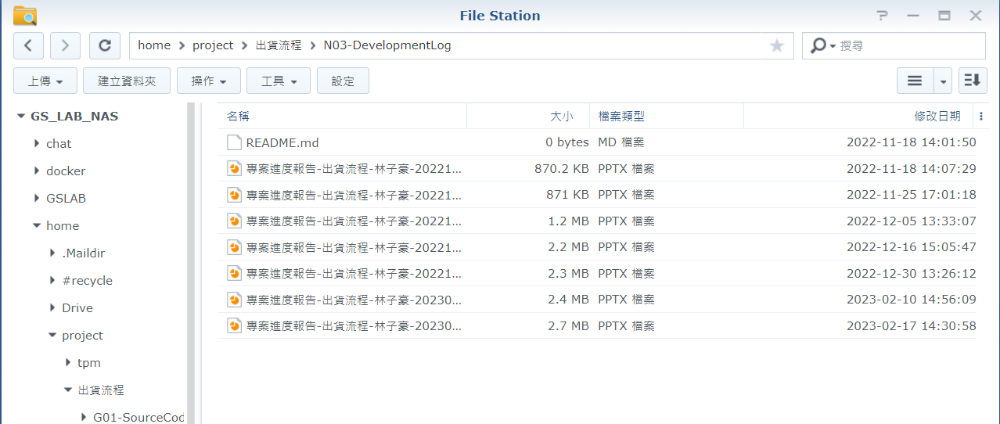 File Station
home > project > 出貨流程 > N03-DevelopmentLog
搜尋
上傳 建立資料夾 操作 工具 設定
GS_LAB_NAS
chat
docker
GSLAB
home
.Maildir
#recycle
Drive
project
tpm
出貨流程
G01-SourceCod
名稱 大小 檔案類型 修改日期
README.md 0 bytes MD 檔案 2022-11-18 14:01:50
專案進度報告-出貨流程-林子豪-20221... 870.2 KB PPTX 檔案 2022-11-18 14:07:29
專案進度報告-出貨流程-林子豪-20221... 871 KB PPTX 檔案 2022-11-25 17:01:18
專案進度報告-出貨流程-林子豪-20221... 1.2 MB PPTX 檔案 2022-12-05 13:33:07
專案進度報告-出貨流程-林子豪-20221... 2.2 MB PPTX 檔案 2022-12-16 15:05:47
專案進度報告-出貨流程-林子豪-20221... 2.3 MB PPTX 檔案 2022-12-30 13:26:12
專案進度報告-出貨流程-林子豪-20230... 2.4 MB PPTX 檔案 2023-02-10 14:56:09
專案進度報告-出貨流程-林子豪-20230... 2.7 MB PPTX 檔案 2023-02-17 14:30:58